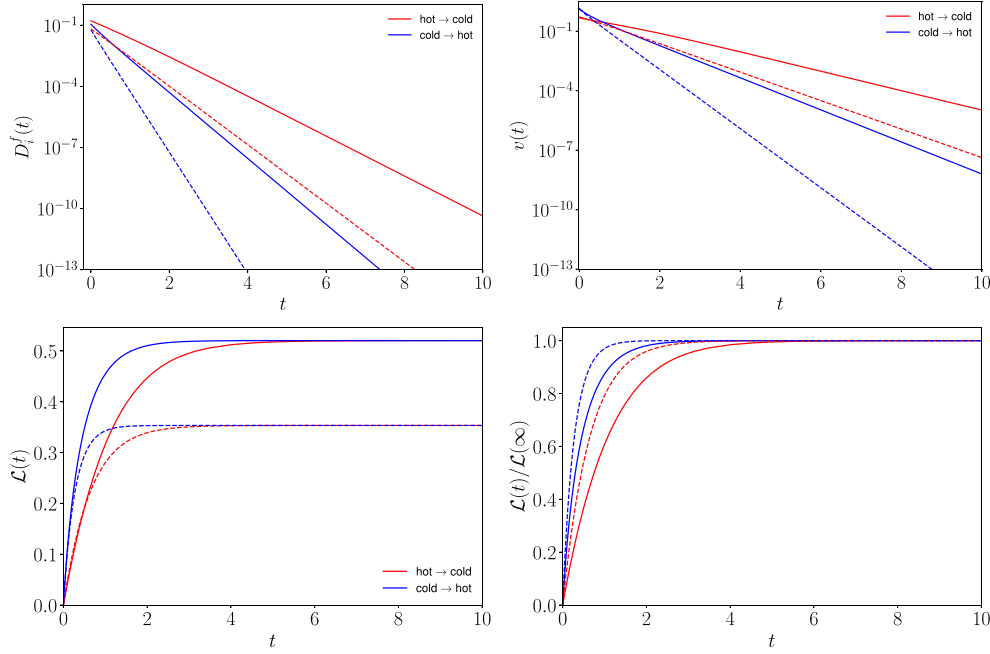 10^{-1}
10^{-4}
10^{-7}
10^{-10}
10^{-13}
D_i^f(t)
0 2 4 6 8 10
t
hot → cold
cold → hot
10^{-1}
10^{-4}
10^{-7}
10^{-10}
10^{-13}
v(t)
0 2 4 6 8 10
t
hot → cold
cold → hot
0.5
0.4
0.3
0.2
0.1
0.0
ℒ(t)
0 2 4 6 8 10
t
hot → cold
cold → hot
1.0
0.8
0.6
0.4
0.2
0.0
ℒ(t)/ℒ(∞)
0 2 4 6 8 10
t